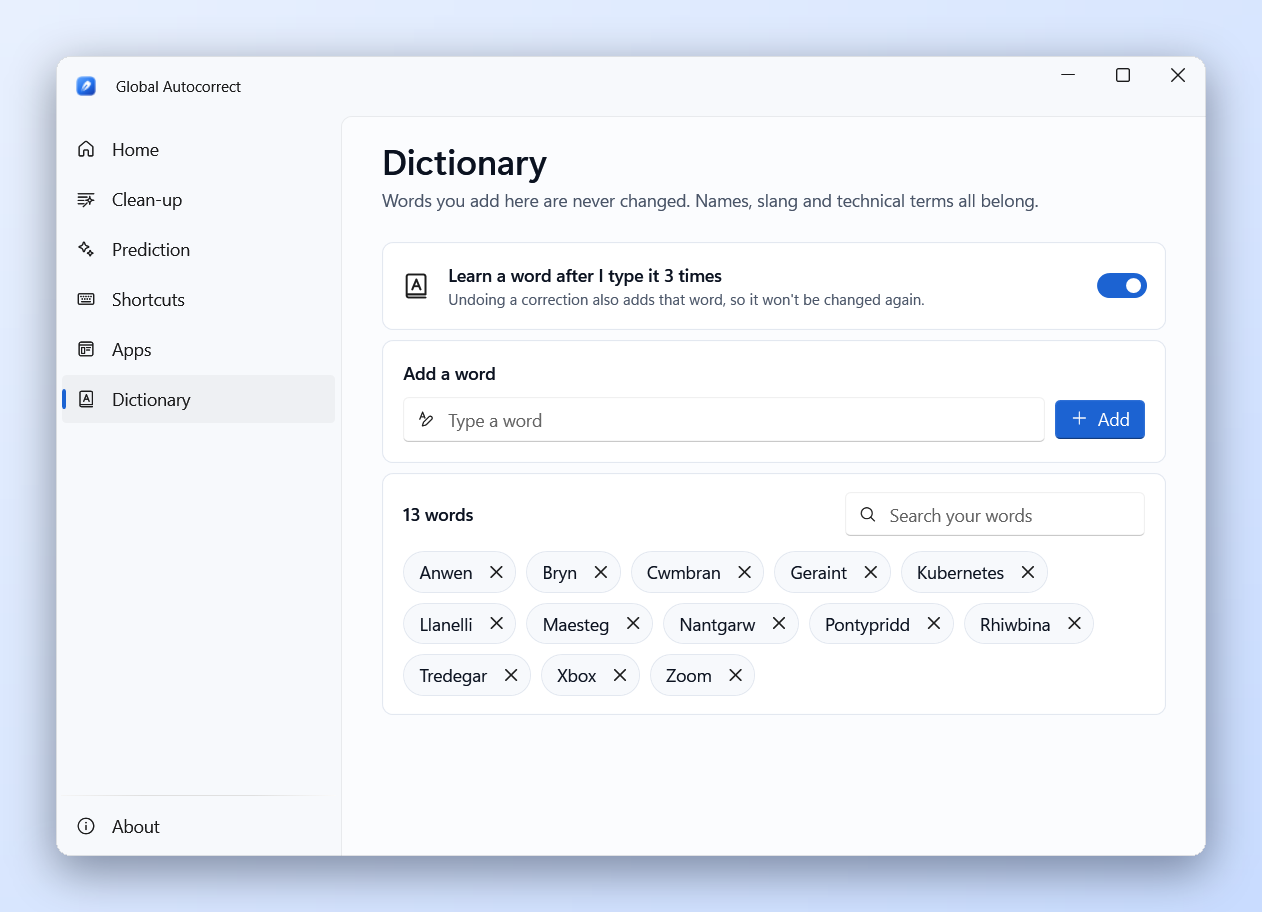 Global Autocorrect
Home
Clean-up
Prediction
Shortcuts
Apps
Dictionary
About
Dictionary
Words you add here are never changed. Names, slang and technical terms all belong.
Learn a word after I type it 3 times
Undoing a correction also adds that word, so it won't be changed again.
Add a word
Type a word
Add
13 words
Search your words
Anwen Bryn Cwmbran Geraint Kubernetes
Llanelli Maesteg Nantgarw Pontypridd Rhiwbina
Tredegar Xbox Zoom